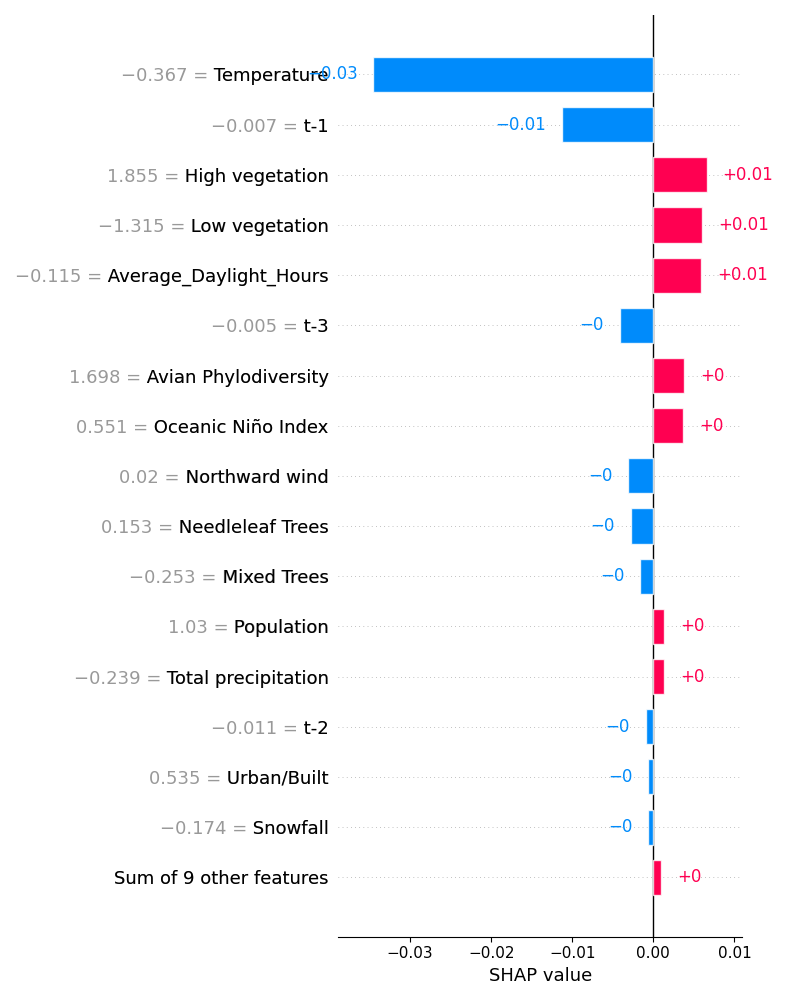 −0.367 = Temperature −0.03
−0.007 = t-1 −0.01
1.855 = High vegetation +0.01
−1.315 = Low vegetation +0.01
−0.115 = Average_Daylight_Hours +0.01
−0.005 = t-3 −0
1.698 = Avian Phylodiversity +0
0.551 = Oceanic Niño Index +0
0.02 = Northward wind −0
0.153 = Needleleaf Trees −0
−0.253 = Mixed Trees −0
1.03 = Population +0
−0.239 = Total precipitation +0
−0.011 = t-2 −0
0.535 = Urban/Built −0
−0.174 = Snowfall −0
Sum of 9 other features +0
−0.03 −0.02 −0.01 0.00 0.01
SHAP value